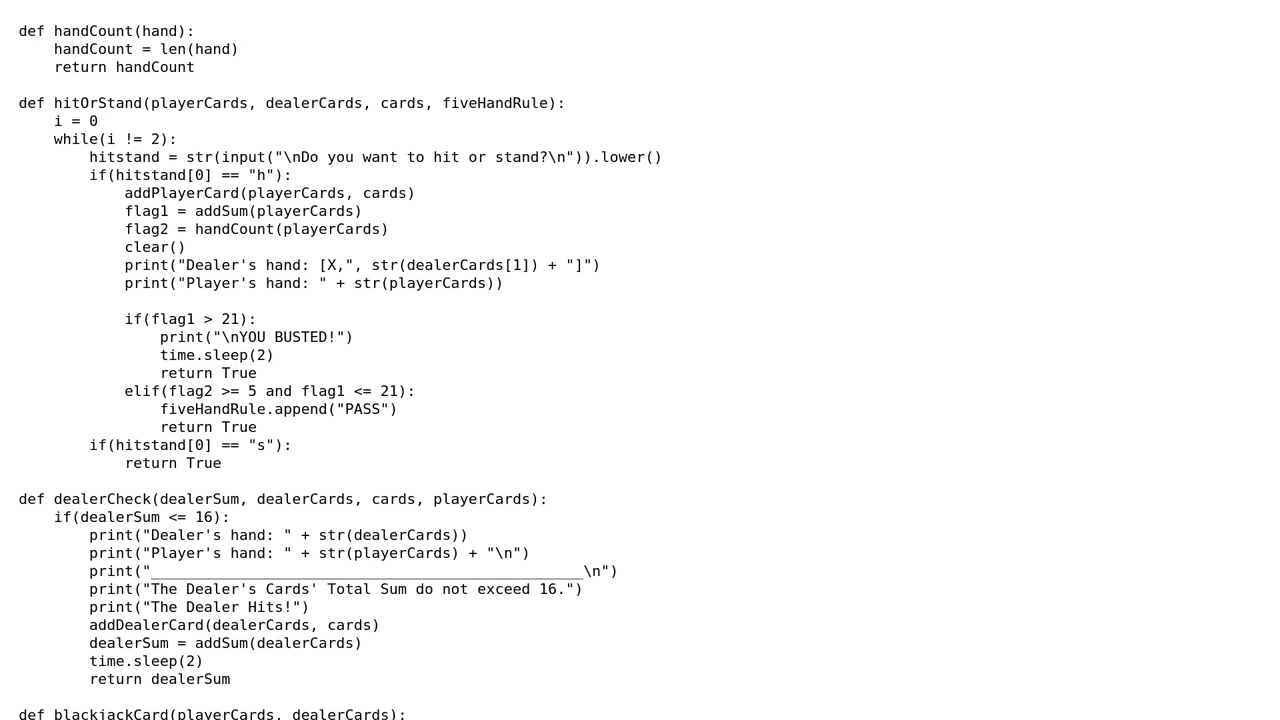 def handCount(hand):
    handCount = len(hand)
    return handCount

def hitOrStand(playerCards, dealerCards, cards, fiveHandRule):
    i = 0
    while(i != 2):
        hitstand = str(input("\nDo you want to hit or stand?\n")).lower()
        if(hitstand[0] == "h"):
            addPlayerCard(playerCards, cards)
            flag1 = addSum(playerCards)
            flag2 = handCount(playerCards)
            clear()
            print("Dealer's hand: [X,", str(dealerCards[1]) + "]")
            print("Player's hand: " + str(playerCards))

            if(flag1 > 21):
                print("\nYOU BUSTED!")
                time.sleep(2)
                return True
            elif(flag2 >= 5 and flag1 <= 21):
                fiveHandRule.append("PASS")
                return True
        if(hitstand[0] == "s"):
            return True

def dealerCheck(dealerSum, dealerCards, cards, playerCards):
    if(dealerSum <= 16):
        print("Dealer's hand: " + str(dealerCards))
        print("Player's hand: " + str(playerCards) + "\n")
        print("_________________________________________________\n")
        print("The Dealer's Cards' Total Sum do not exceed 16.")
        print("The Dealer Hits!")
        addDealerCard(dealerCards, cards)
        dealerSum = addSum(dealerCards)
        time.sleep(2)
        return dealerSum

def blackjackCard(playerCards, dealerCards):